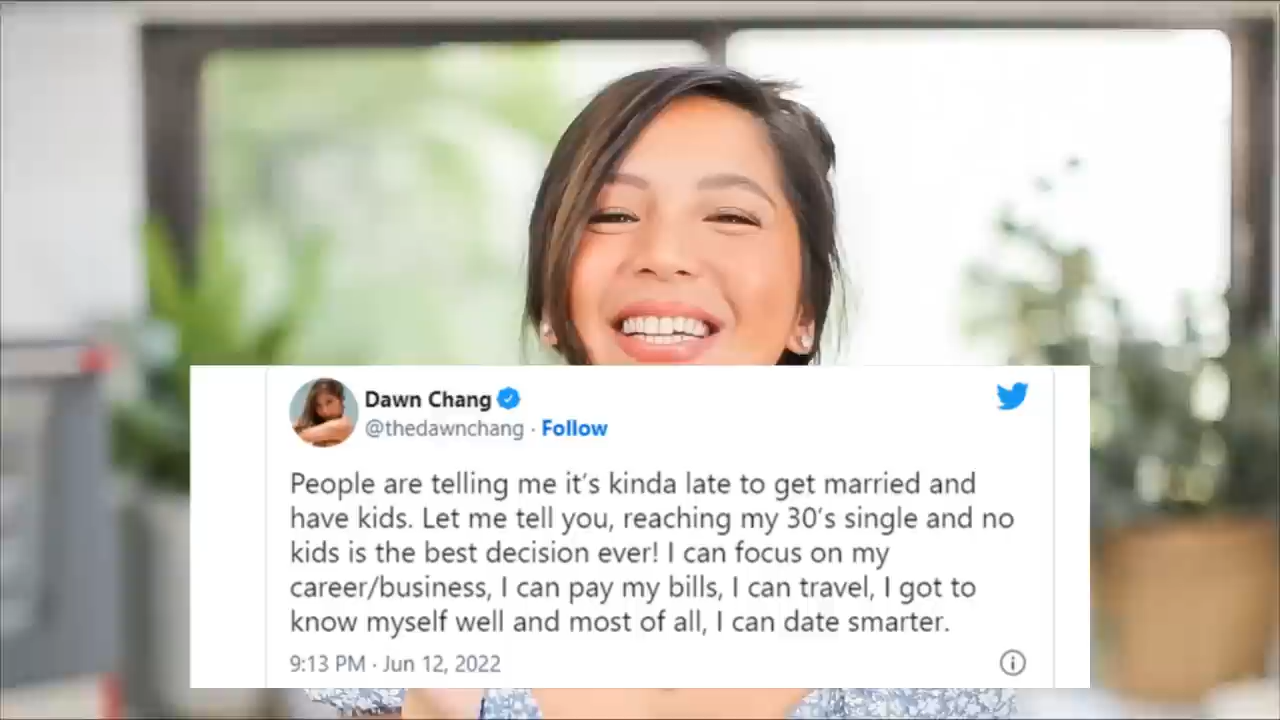 Dawn Chang
@thedawnchang · Follow
People are telling me it's kinda late to get married and
have kids. Let me tell you, reaching my 30's single and no
kids is the best decision ever! I can focus on my
career/business, I can pay my bills, I can travel, I got to
know myself well and most of all, I can date smarter.
9:13 PM · Jun 12, 2022